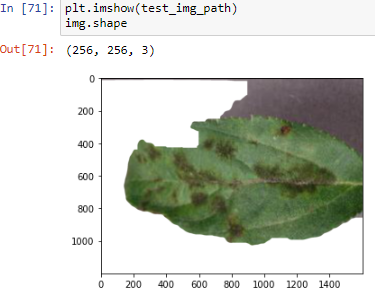 In [71]: plt.imshow(test_img_path)
img.shape
Out[71]: (256, 256, 3)
0
200
400
600
800
1000
0 200 400 600 800 1000 1200 1400